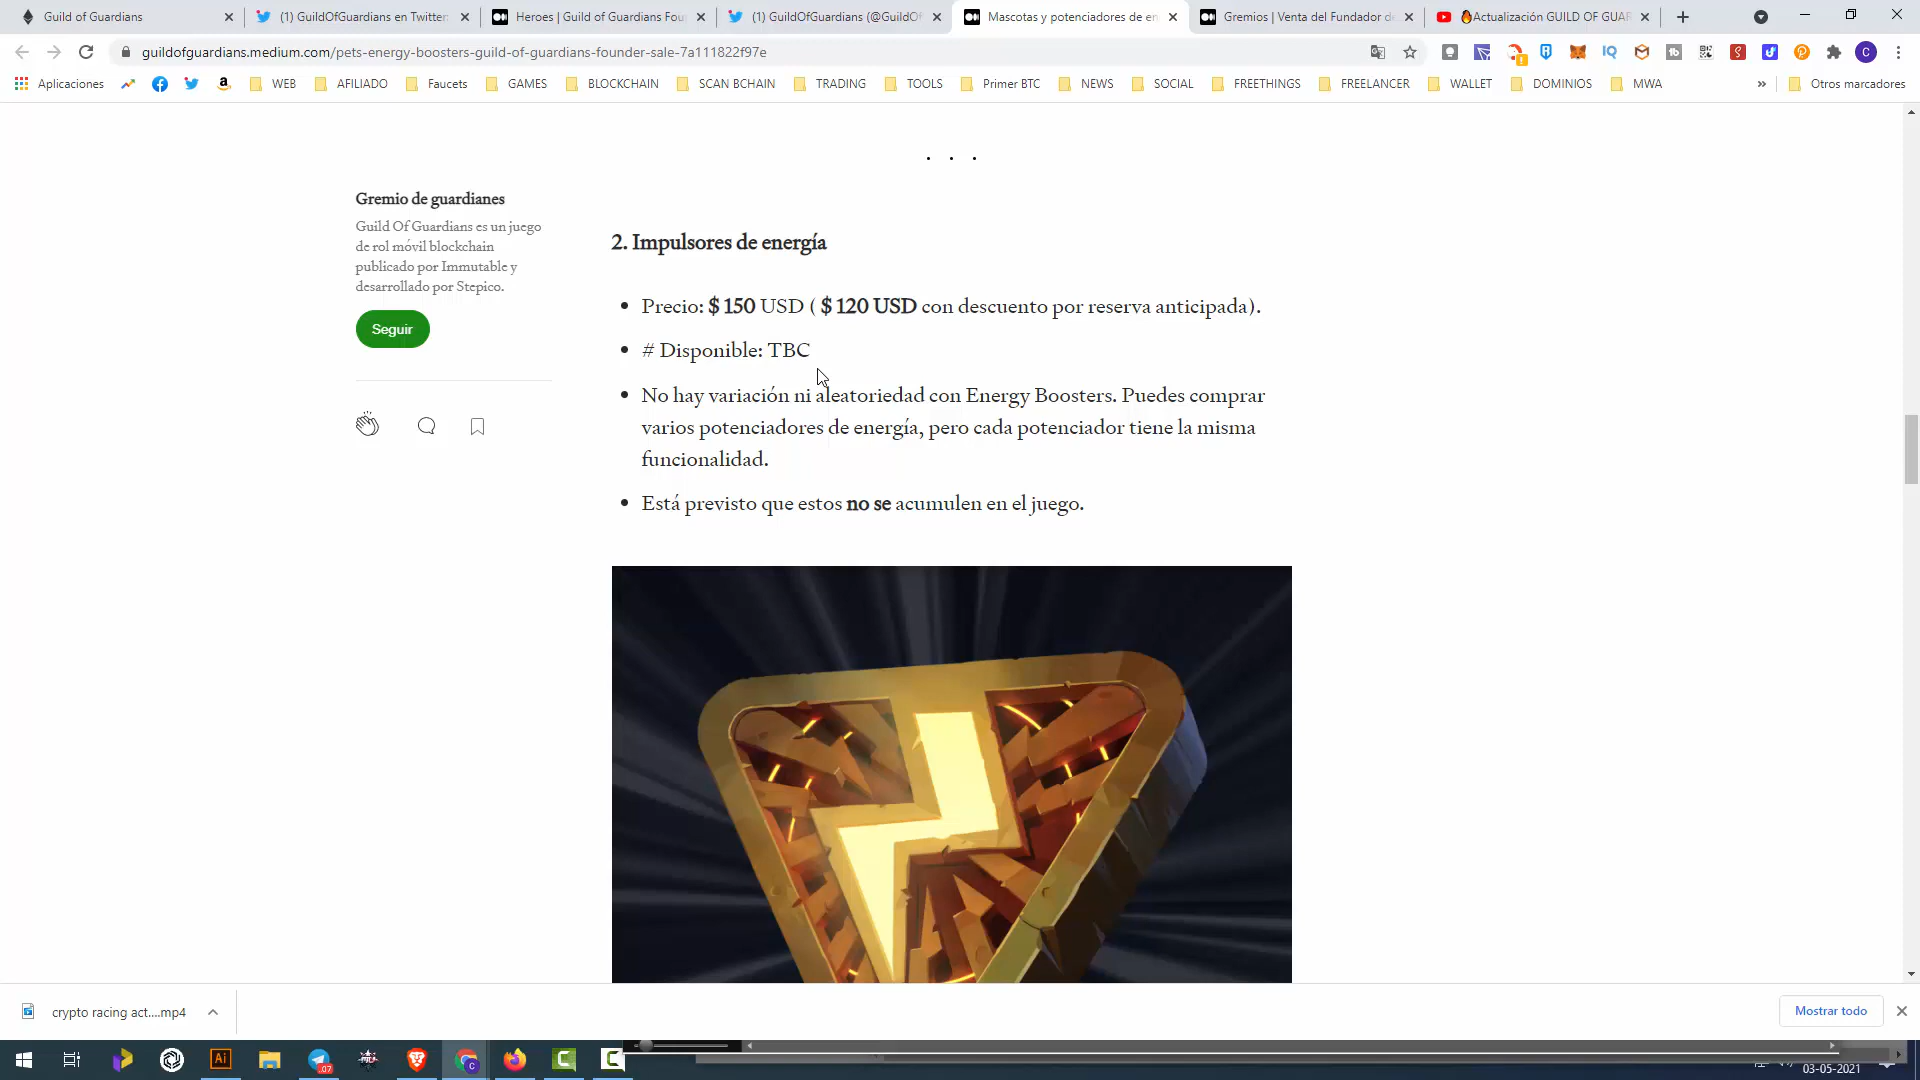 Guild of Guardians
(1) GuildOfGuardians en Twitter
Heroes | Guild of Guardians Fou
(1) GuildOfGuardians (@GuildOf
Mascotas y potenciadores de en
Gremios | Venta del Fundador de
Actualización GUILD OF GUAR
guildofguardians.medium.com/pets-energy-boosters-guild-of-guardians-founder-sale-7a111822f97e
Aplicaciones
WEB
AFILIADO
Faucets
GAMES
BLOCKCHAIN
SCAN BCHAIN
TRADING
TOOLS
Primer BTC
NEWS
SOCIAL
FREETHINGS
FREELANCER
WALLET
DOMINIOS
MWA
»
Otros marcadores
. . .
Gremio de guardianes
Guild Of Guardians es un juego
de rol móvil blockchain
publicado por Immutable y
desarrollado por Stepico.
Seguir
2. Impulsores de energía
• Precio: $ 150 USD ( $ 120 USD con descuento por reserva anticipada).
• # Disponible: TBC
• No hay variación ni aleatoriedad con Energy Boosters. Puedes comprar
varios potenciadores de energía, pero cada potenciador tiene la misma
funcionalidad.
• Está previsto que estos no se acumulen en el juego.
crypto racing act....mp4
Mostrar todo
03-05-2021